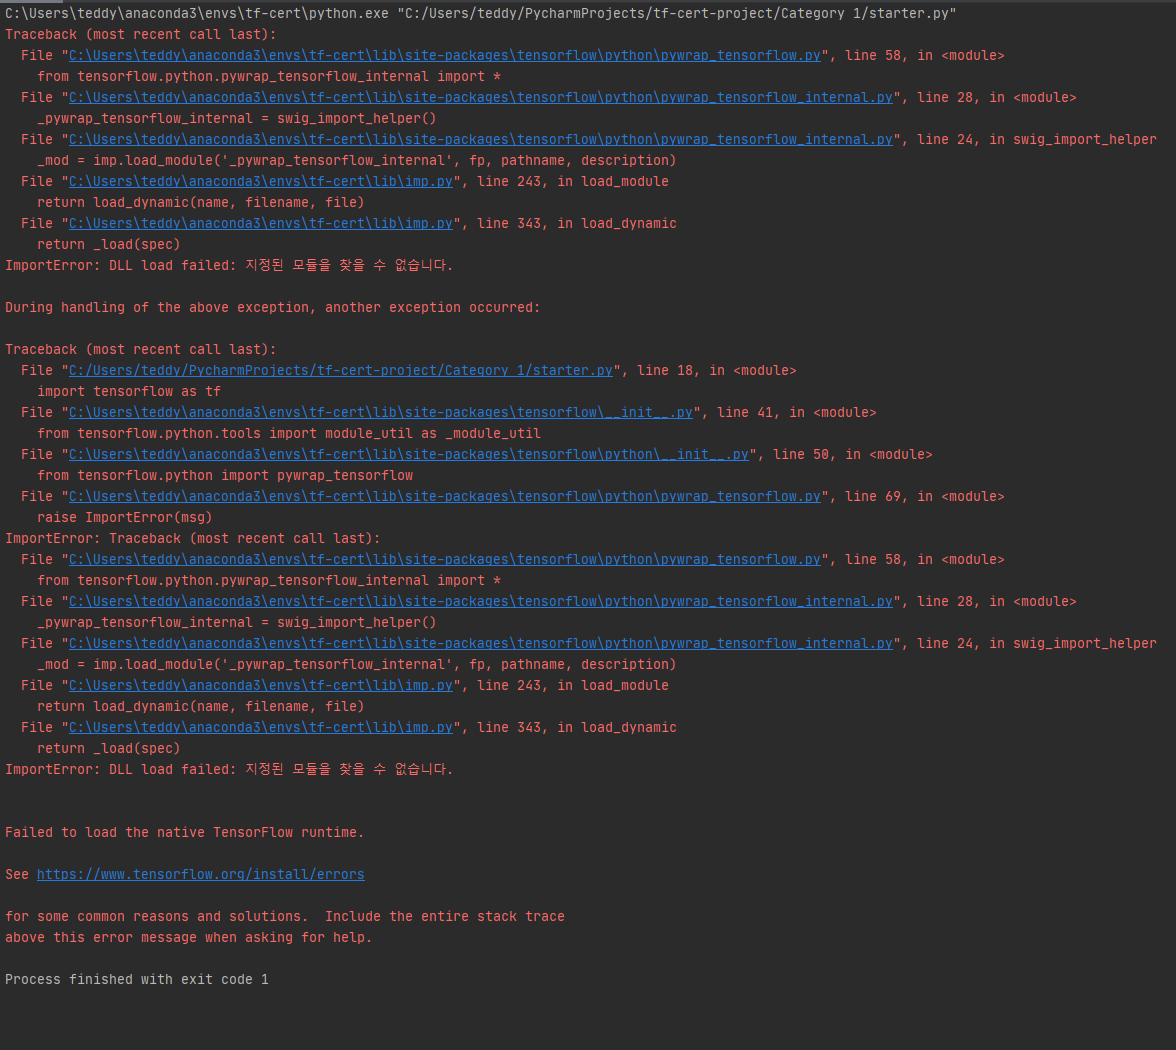 C:\Users\teddy\anaconda3\envs\tf-cert\python.exe "C:/Users/teddy/PycharmProjects/tf-cert-project/Category 1/starter.py"
Traceback (most recent call last):
  File "C:\Users\teddy\anaconda3\envs\tf-cert\lib\site-packages\tensorflow\python\pywrap_tensorflow.py", line 58, in <module>
    from tensorflow.python.pywrap_tensorflow_internal import *
  File "C:\Users\teddy\anaconda3\envs\tf-cert\lib\site-packages\tensorflow\python\pywrap_tensorflow_internal.py", line 28, in <module>
    _pywrap_tensorflow_internal = swig_import_helper()
  File "C:\Users\teddy\anaconda3\envs\tf-cert\lib\site-packages\tensorflow\python\pywrap_tensorflow_internal.py", line 24, in swig_import_helper
    _mod = imp.load_module('_pywrap_tensorflow_internal', fp, pathname, description)
  File "C:\Users\teddy\anaconda3\envs\tf-cert\lib\imp.py", line 243, in load_module
    return load_dynamic(name, filename, file)
  File "C:\Users\teddy\anaconda3\envs\tf-cert\lib\imp.py", line 343, in load_dynamic
    return _load(spec)
ImportError: DLL load failed: 지정된 모듈을 찾을 수 없습니다.

During handling of the above exception, another exception occurred:

Traceback (most recent call last):
  File "C:/Users/teddy/PycharmProjects/tf-cert-project/Category 1/starter.py", line 18, in <module>
    import tensorflow as tf
  File "C:\Users\teddy\anaconda3\envs\tf-cert\lib\site-packages\tensorflow\__init__.py", line 41, in <module>
    from tensorflow.python.tools import module_util as _module_util
  File "C:\Users\teddy\anaconda3\envs\tf-cert\lib\site-packages\tensorflow\python\__init__.py", line 50, in <module>
    from tensorflow.python import pywrap_tensorflow
  File "C:\Users\teddy\anaconda3\envs\tf-cert\lib\site-packages\tensorflow\python\pywrap_tensorflow.py", line 69, in <module>
    raise ImportError(msg)
ImportError: Traceback (most recent call last):
  File "C:\Users\teddy\anaconda3\envs\tf-cert\lib\site-packages\tensorflow\python\pywrap_tensorflow.py", line 58, in <module>
    from tensorflow.python.pywrap_tensorflow_internal import *
  File "C:\Users\teddy\anaconda3\envs\tf-cert\lib\site-packages\tensorflow\python\pywrap_tensorflow_internal.py", line 28, in <module>
    _pywrap_tensorflow_internal = swig_import_helper()
  File "C:\Users\teddy\anaconda3\envs\tf-cert\lib\site-packages\tensorflow\python\pywrap_tensorflow_internal.py", line 24, in swig_import_helper
    _mod = imp.load_module('_pywrap_tensorflow_internal', fp, pathname, description)
  File "C:\Users\teddy\anaconda3\envs\tf-cert\lib\imp.py", line 243, in load_module
    return load_dynamic(name, filename, file)
  File "C:\Users\teddy\anaconda3\envs\tf-cert\lib\imp.py", line 343, in load_dynamic
    return _load(spec)
ImportError: DLL load failed: 지정된 모듈을 찾을 수 없습니다.

Failed to load the native TensorFlow runtime.

See https://www.tensorflow.org/install/errors

for some common reasons and solutions.  Include the entire stack trace
above this error message when asking for help.

Process finished with exit code 1